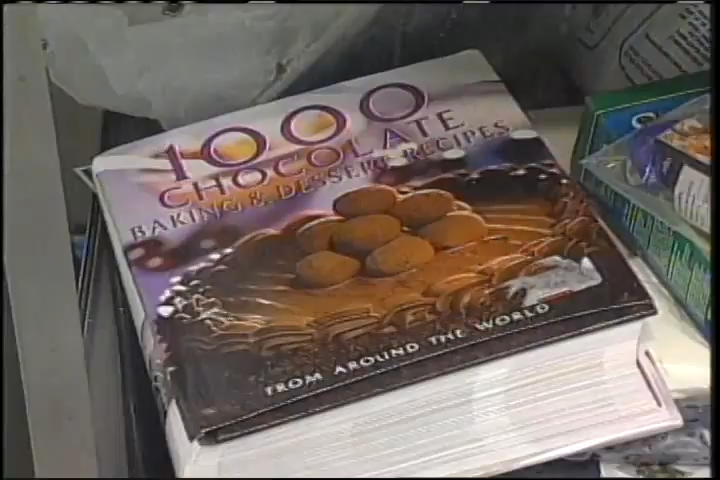 1000
CHOCOLATE
BAKING & DESSERT RECIPES
FROM AROUND THE WORLD